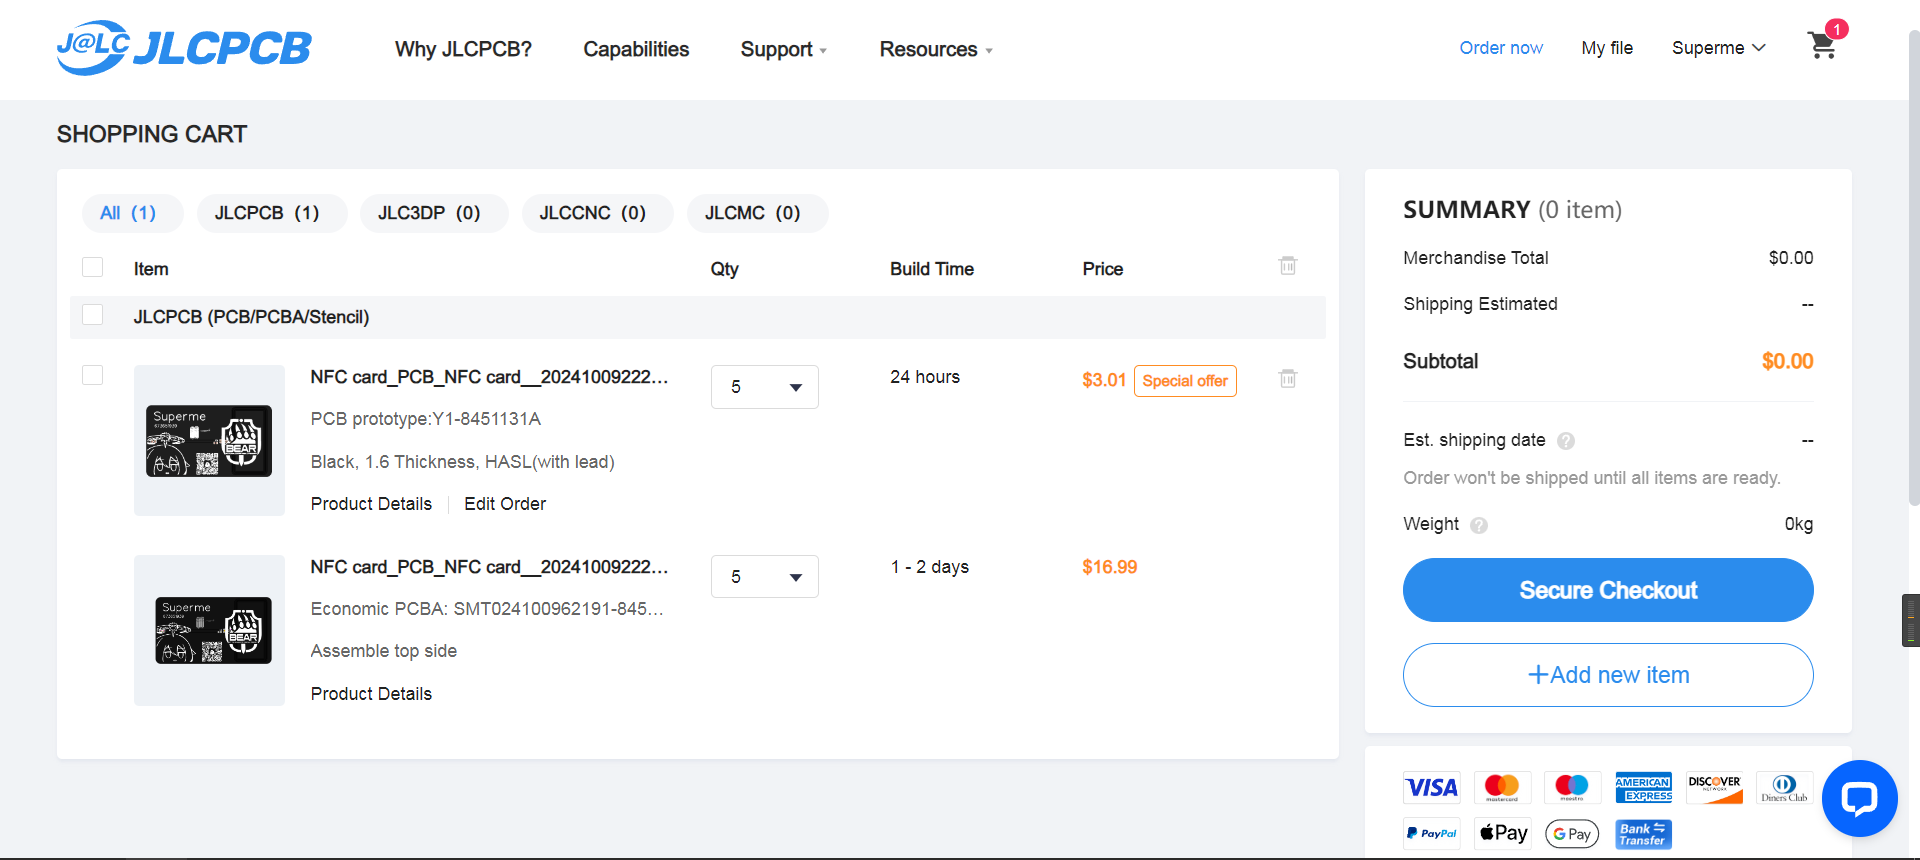 J@LC JLCPCB
Why JLCPCB?
Capabilities
Support
Resources
Order now
My file
Superme
1
SHOPPING CART
All (1)
JLCPCB (1)
JLC3DP (0)
JLCCNC (0)
JLCMC (0)
Item
Qty
Build Time
Price
JLCPCB (PCB/PCBA/Stencil)
Superme
BEAR
NFC card_PCB_NFC card__20241009222...
PCB prototype:Y1-8451131A
Black, 1.6 Thickness, HASL(with lead)
Product Details
Edit Order
5
24 hours
$3.01
Special offer
Superme
BEAR
NFC card_PCB_NFC card__20241009222...
Economic PCBA: SMT024100962191-845...
Assemble top side
Product Details
5
1 - 2 days
$16.99
SUMMARY (0 item)
Merchandise Total
$0.00
Shipping Estimated
--
Subtotal
$0.00
Est. shipping date ?
--
Order won't be shipped until all items are ready.
Weight ?
0kg
Secure Checkout
+Add new item
VISA
mastercard
maestro
AMERICAN EXPRESS
DISCOVER
NETWORK
Diners Club
PayPal
Pay
G Pay
Bank
Transfer